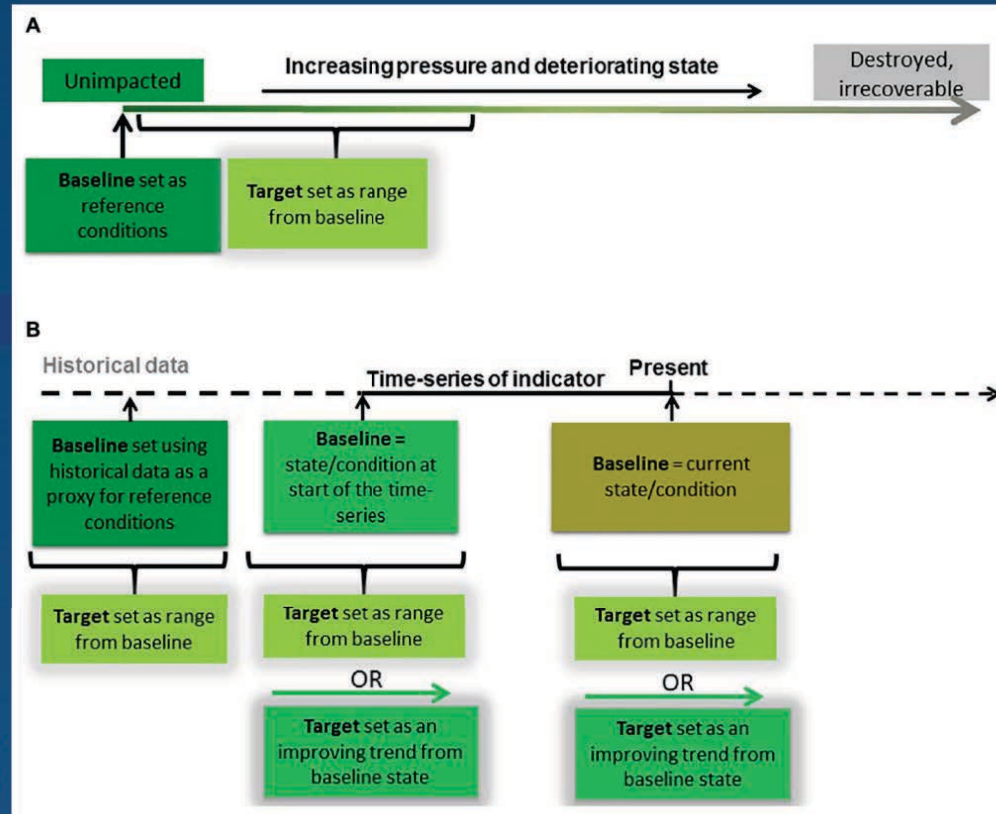 A
Unimpacted
Increasing pressure and deteriorating state
Destroyed,
irrecoverable
Baseline set as
reference
conditions
Target set as range
from baseline
B
Historical data
Time-series of indicator
Present
Baseline set using
historical data as a
proxy for reference
conditions
Baseline =
state/condition at
start of the time-
series
Baseline = current
state/condition
Target set as range
from baseline
Target set as range
from baseline
OR
Target set as an
improving trend from
baseline state
Target set as range
from baseline
OR
Target set as an
improving trend from
baseline state